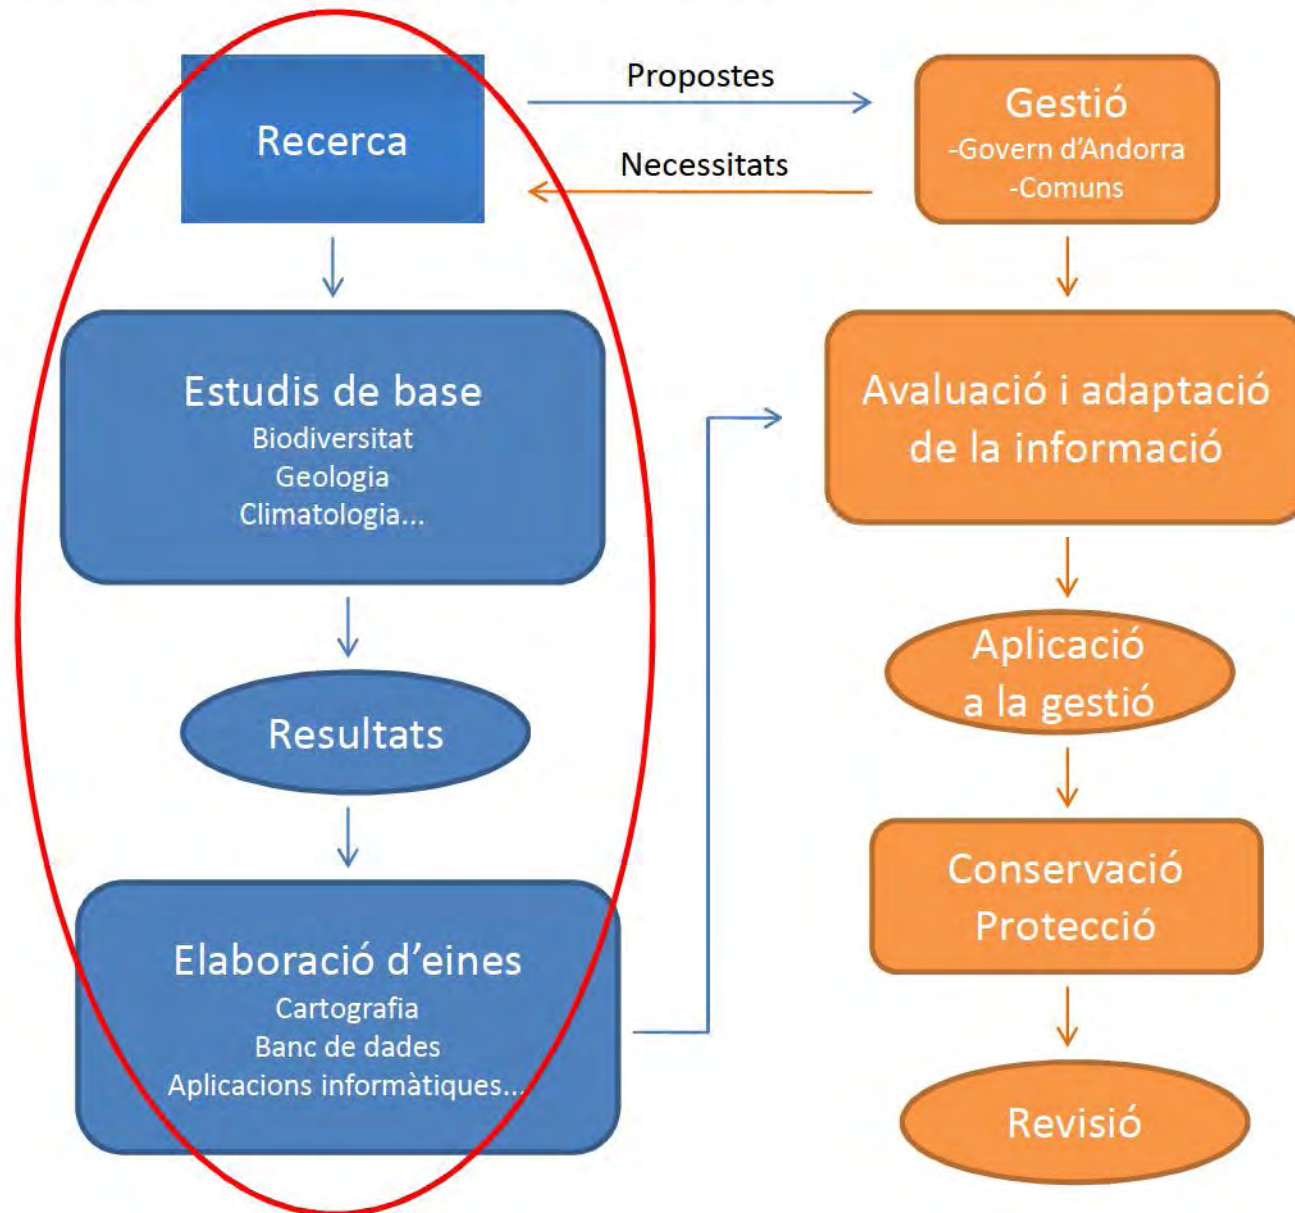 Recerca
Propostes
Necessitats
Gestió
-Govern d’Andorra
-Comuns
Estudis de base
Biodiversitat
Geologia
Climatologia...
Avaluació i adaptació
de la informació
Resultats
Aplicació
a la gestió
Elaboració d’eines
Cartografia
Banc de dades
Aplicacions informàtiques...
Conservació
Protecció
Revisió